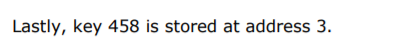 Lastly, key 458 is stored at address 3.